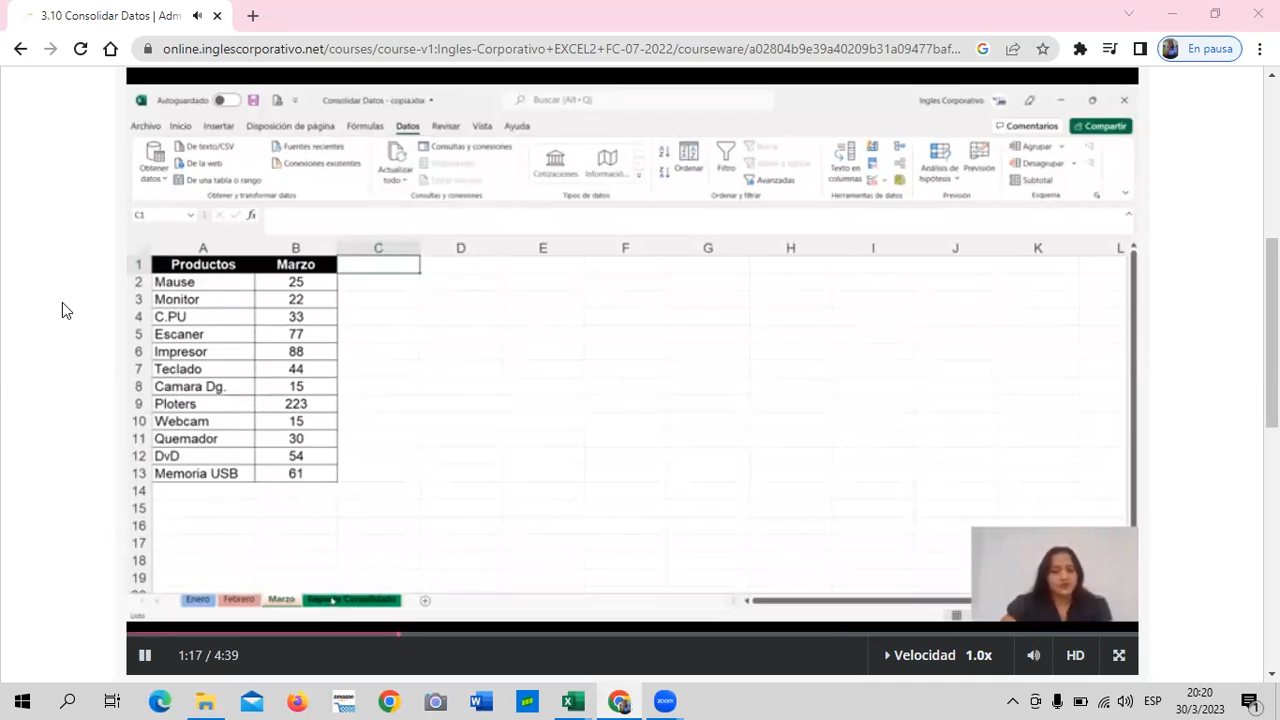 3.10 Consolidar Datos | Adm
online.inglescorporativo.net/courses/course-v1:Ingles-Corporativo+EXCEL2+FC-07-2022/courseware/a02804b9e39a40209b31a09477baf...
En pausa
Autoguardado
Consolidar Datos - copia.xlsx
Buscar (Alt+Q)
Ingles Corporativo
Archivo Inicio Insertar Disposición de página Fórmulas Datos Revisar Vista Ayuda
Comentarios Compartir
Obtener datos
De texto/CSV
De la web
De una tabla o rango
Fuentes recientes
Conexiones existentes
Obtener y transformar datos
Actualizar todo
Consultas y conexiones
Consultas y conexiones
Cotizaciones Informació...
Tipos de datos
Ordenar
Filtro
Avanzadas
Ordenar y filtrar
Texto en columnas
Herramientas de datos
Análisis de hipótesis
Previsión
Previsión
Agrupar
Desagrupar
Subtotal
Esquema
C1 fx
A B C D E F G H I J K L
1 Productos Marzo
2 Mause 25
3 Monitor 22
4 C.PU 33
5 Escaner 77
6 Impresor 88
7 Teclado 44
8 Camara Dg. 15
9 Ploters 223
10 Webcam 15
11 Quemador 30
12 DvD 54
13 Memoria USB 61
14
15
16
17
18
19
Enero Febrero Marzo Reporte Consolidado
Listo
1:17 / 4:39
Velocidad 1.0x
HD
amazon
zoom
ESP
20:20
30/3/2023
1